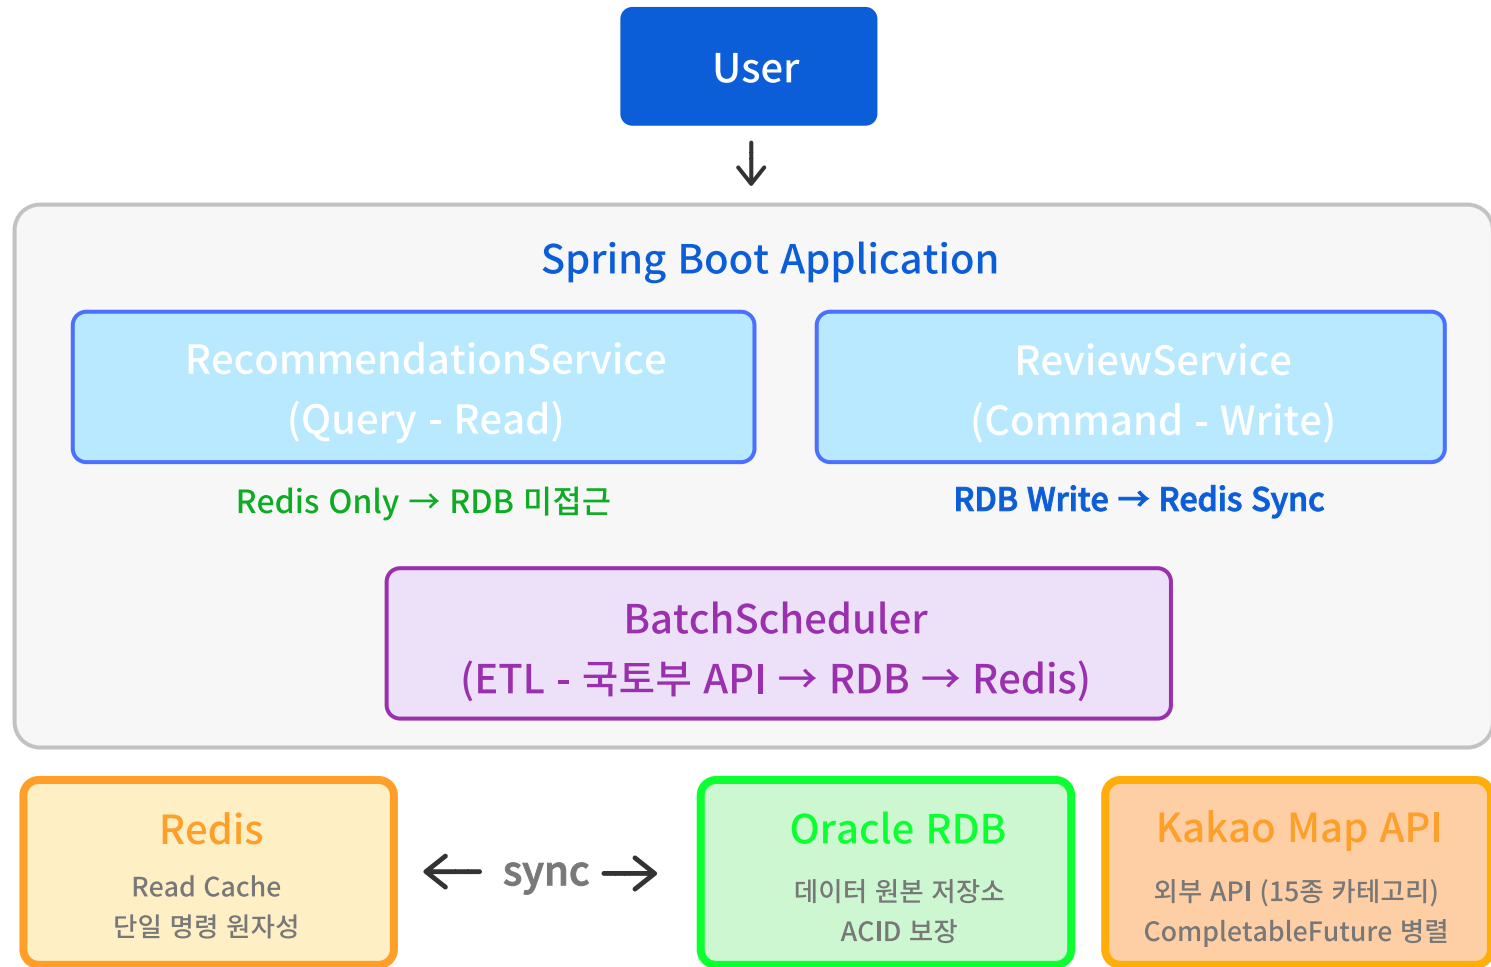 User
Spring Boot Application
RecommendationService
(Query - Read)
ReviewService
(Command - Write)
Redis Only → RDB 미접근
RDB Write → Redis Sync
BatchScheduler
(ETL - 국토부 API → RDB → Redis)
Redis
Read Cache
단일 명령 원자성
sync
Oracle RDB
데이터 원본 저장소
ACID 보장
Kakao Map API
외부 API (15종 카테고리)
CompletableFuture 병렬